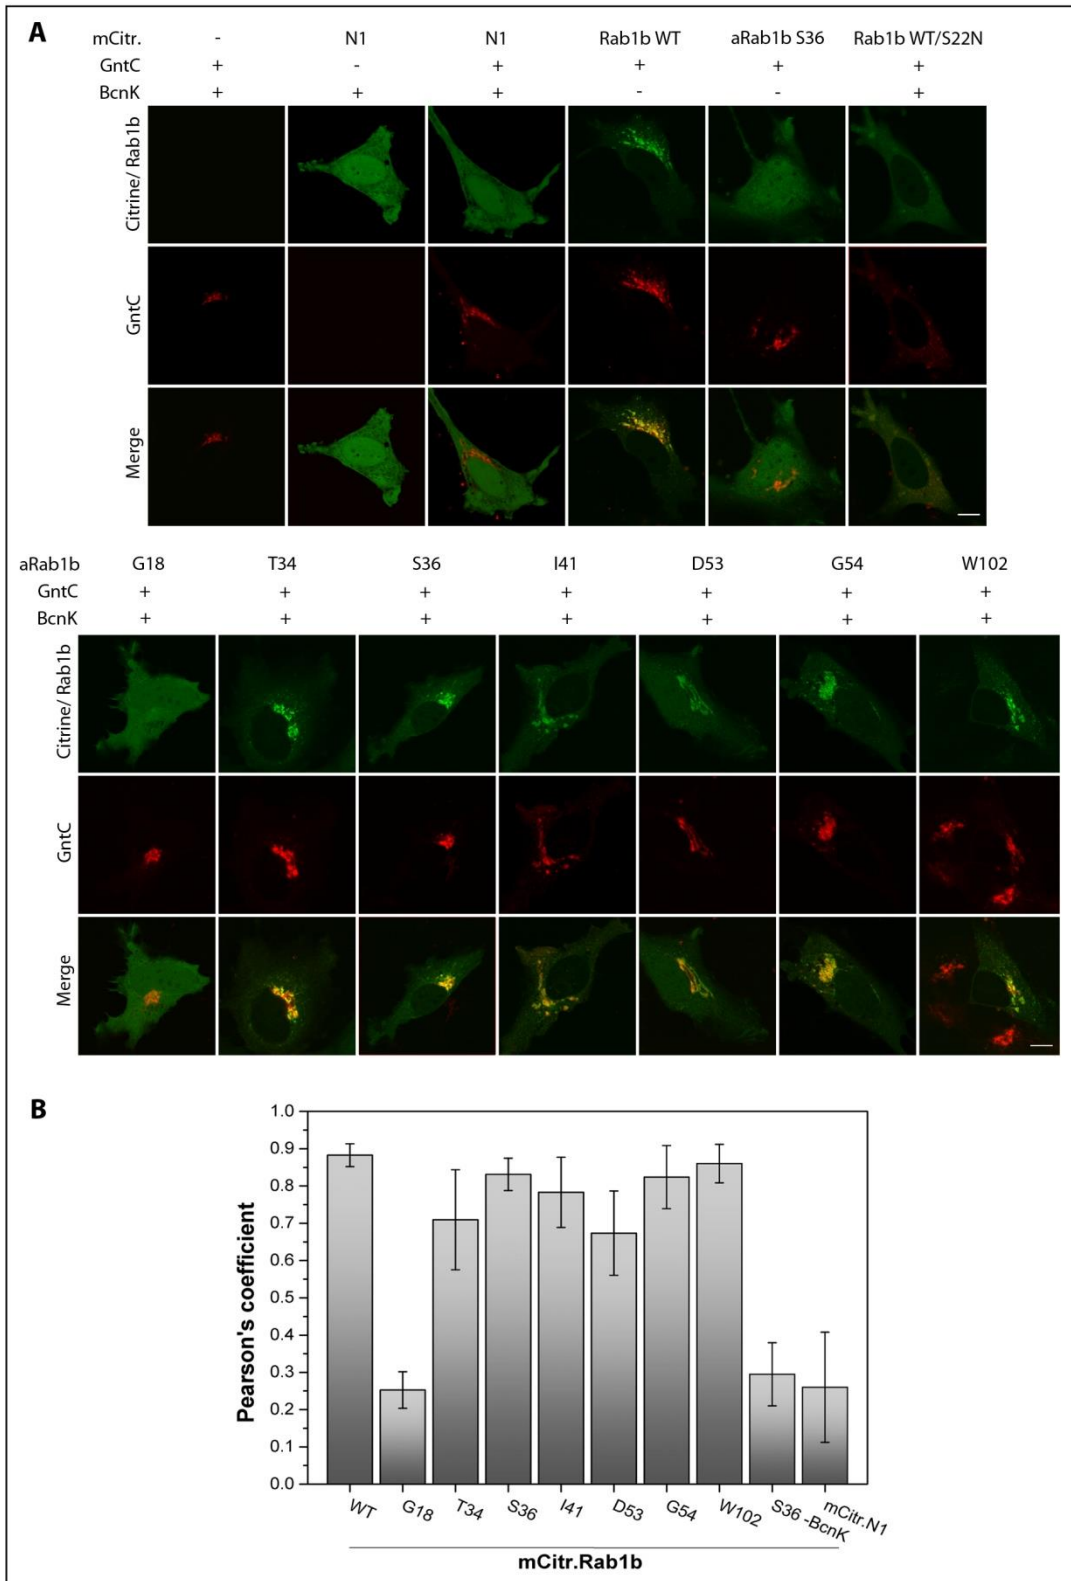 A
mCitr. - N1 N1 Rab1b WT aRab1b S36 Rab1b WT/S22N
GntC + - + + + +
BcnK + + + - - +
Citrine/ Rab1b
GntC
Merge
aRab1b G18 T34 S36 I41 D53 G54 W102
GntC + + + + + + +
BcnK + + + + + + +
Citrine/ Rab1b
GntC
Merge
B
Pearson's coefficient
1.0
0.9
0.8
0.7
0.6
0.5
0.4
0.3
0.2
0.1
0.0
WT G18 T34 S36 I41 D53 G54 W102 S36 -BcnK mCitr.N1
mCitr.Rab1b